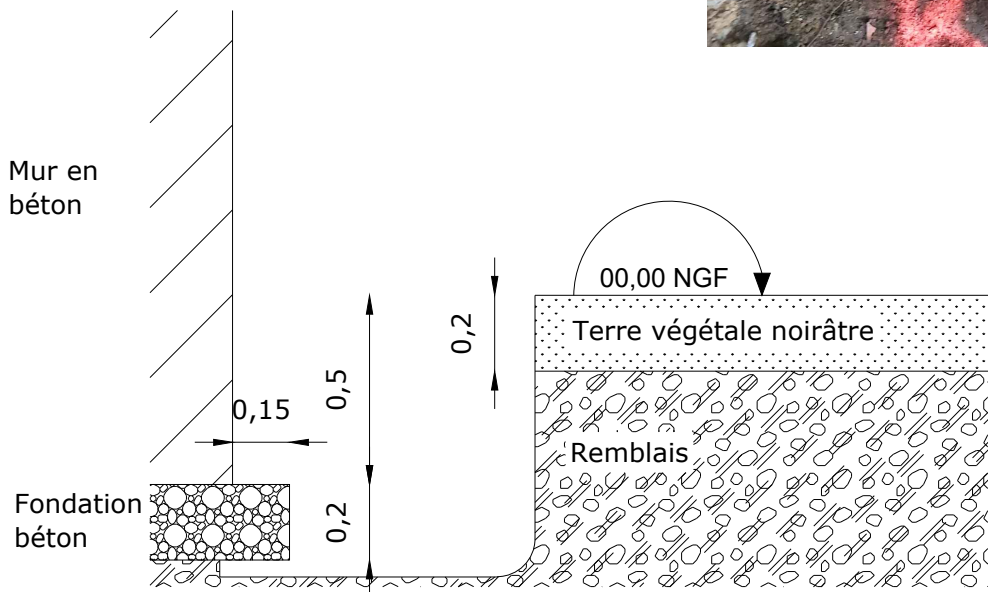 Mur en
béton
00,00 NGF
0,2
Terre végétale noirâtre
0,5
0,15
Remblais
Fondation
béton
0,2